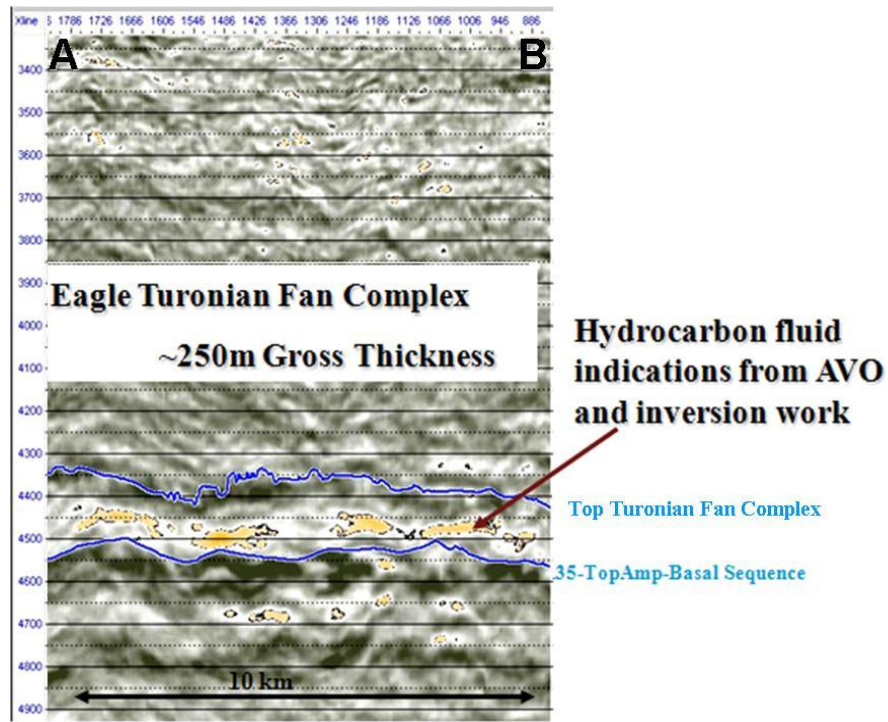 Xline 6 1786 1726 1666 1606 1546 1486 1426 1366 1306 1246 1186 1126 1066 1006 946 886
A B
3400
3500
3600
3700
3800
3900
Eagle Turonian Fan Complex
4000
~250m Gross Thickness
4100
Hydrocarbon fluid
indications from AVO
and inversion work
4200
4300
4400
Top Turonian Fan Complex
4500
35-TopAmp-Basal Sequence
4600
4700
4800
10 km
4900